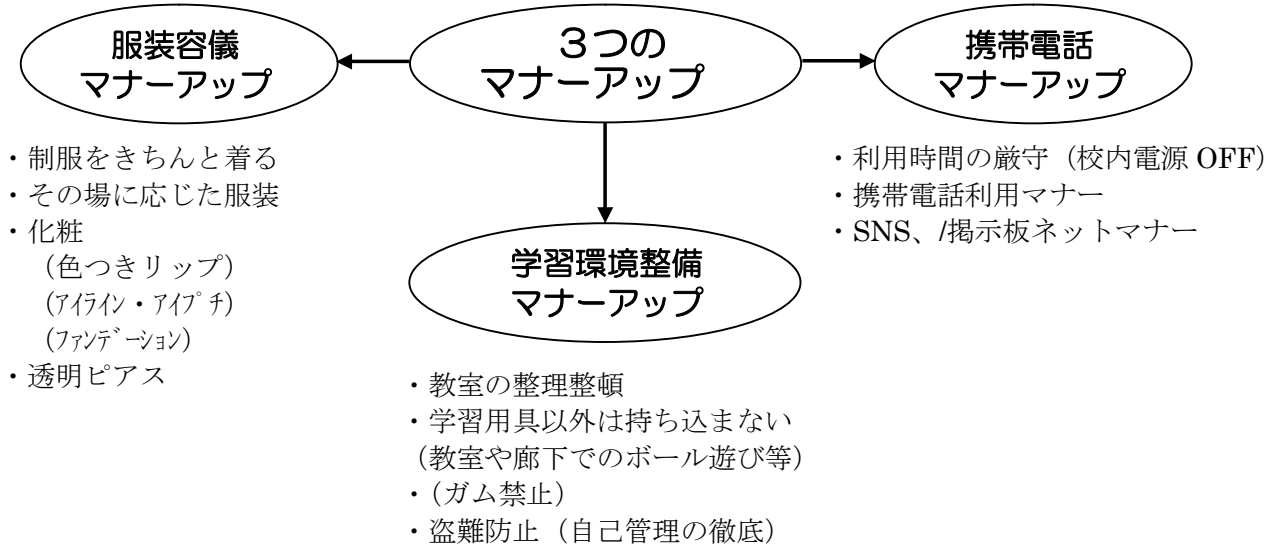 ３つの
マナーアップ
服装容儀
マナーアップ
・制服をきちんと着る
・その場に応じた服装
・化粧
（色つきリップ）
（ｱｲﾗｲﾝ・ｱｲﾌﾟﾁ）
（ﾌｧﾝﾃﾞｰｼｮﾝ）
・透明ピアス
学習環境整備
マナーアップ
・教室の整理整頓
・学習用具以外は持ち込まない
（教室や廊下でのボール遊び等）
・（ガム禁止）
・盗難防止（自己管理の徹底）
携帯電話
マナーアップ
・利用時間の厳守（校内電源 OFF）
・携帯電話利用マナー
・SNS、/掲示板ネットマナー